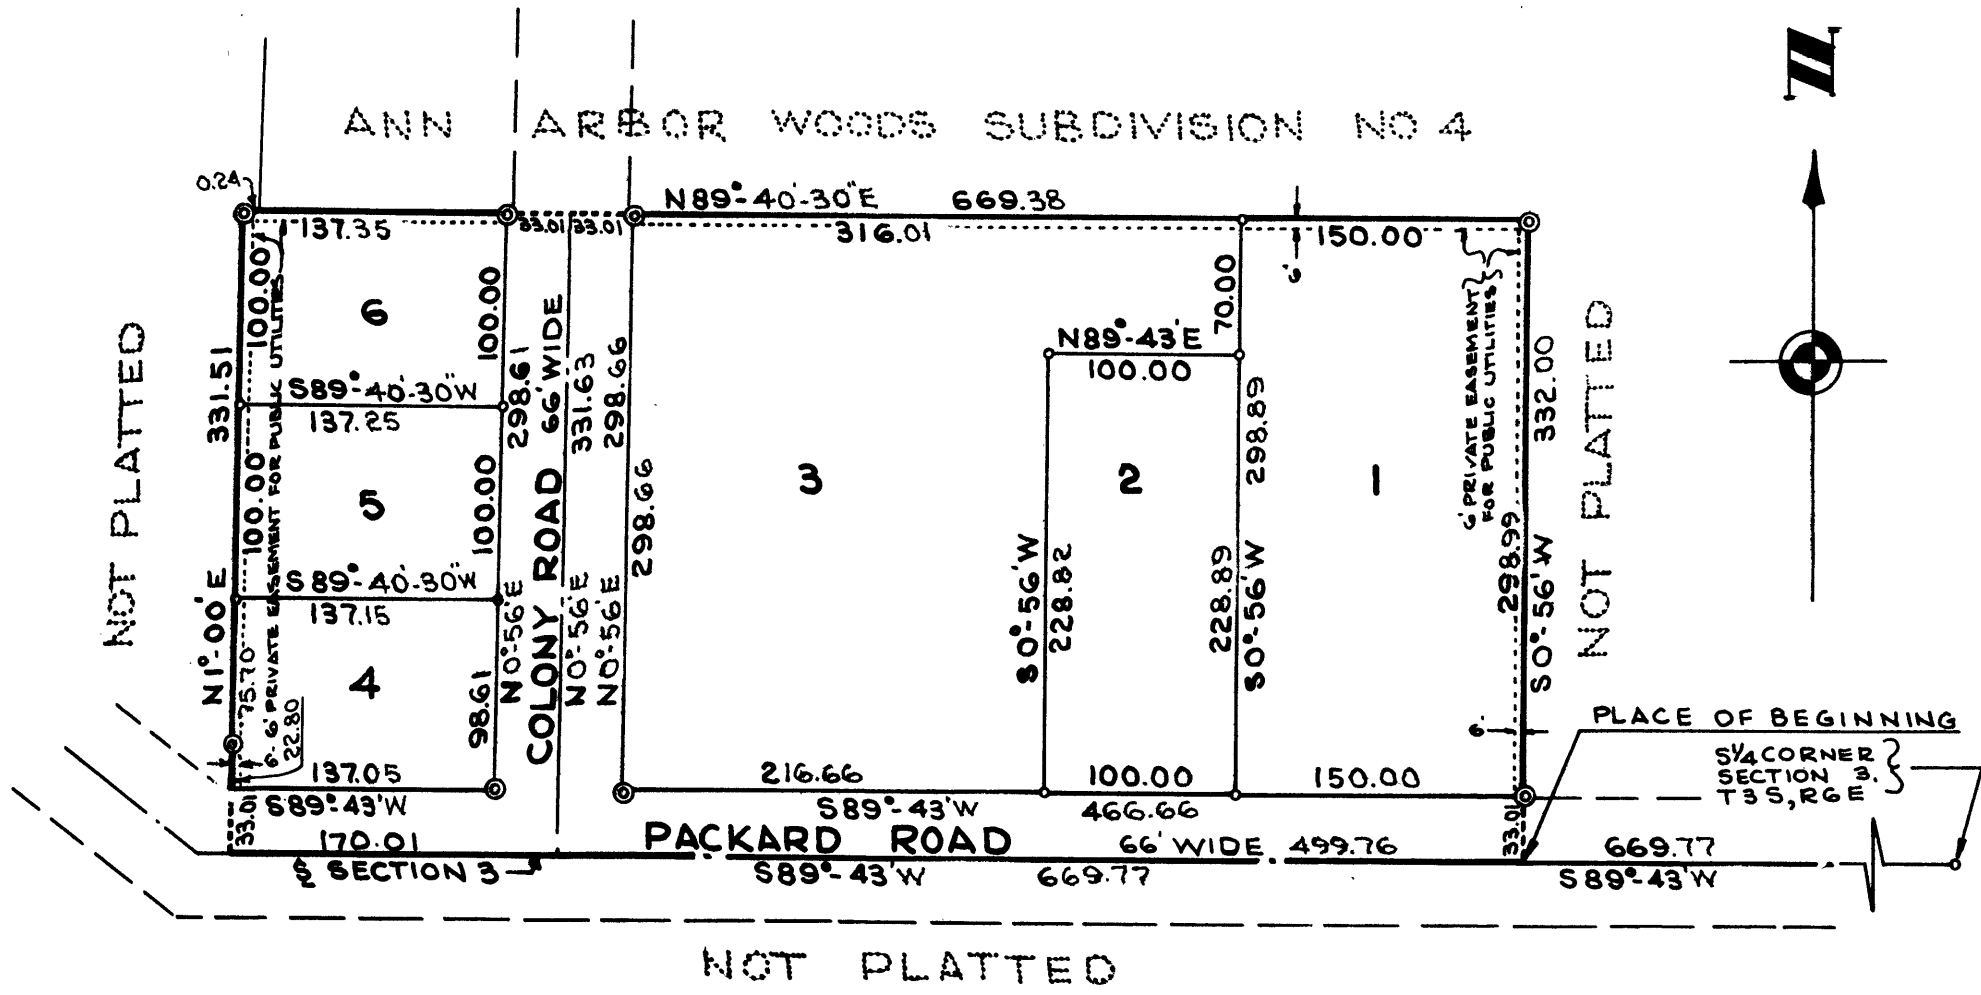 ANN ARBOR WOODS SUBDIVISION NO 4
0.24
N89°-40'-30"E 669.38
137.35
33.01 33.01
316.01
150.00
6'
6
100.00
100.00
S89°-40'-30"W
137.25
5
100.00
100.00
S89°-40'-30"W
137.15
4
75.70
22.80
98.61
137.05
S89°-43'W
33.01
170.01
6' PRIVATE EASEMENT FOR PUBLIC UTILITIES
NOT PLATTED
331.51
N1°-00'E
298.61
N0°-56'E
COLONY ROAD 66' WIDE
331.63
N0°-56'E
298.66
N0°-56'E
298.66
3
70.00
N89°-43'E
100.00
2
S0°-56'W
228.82
228.89
298.89
S0°-56'W
1
6' PRIVATE EASEMENT
FOR PUBLIC UTILITIES
298.99
332.00
S0°-56'W
NOT PLATTED
6'
216.66
100.00
150.00
S89°-43'W
466.66
33.01
PLACE OF BEGINNING
S1/4 CORNER
SECTION 3.
T3S, R6E
PACKARD ROAD 66' WIDE 499.76
669.77
SECTION 3
S89°-43'W 669.77
S89°-43'W
NOT PLATTED